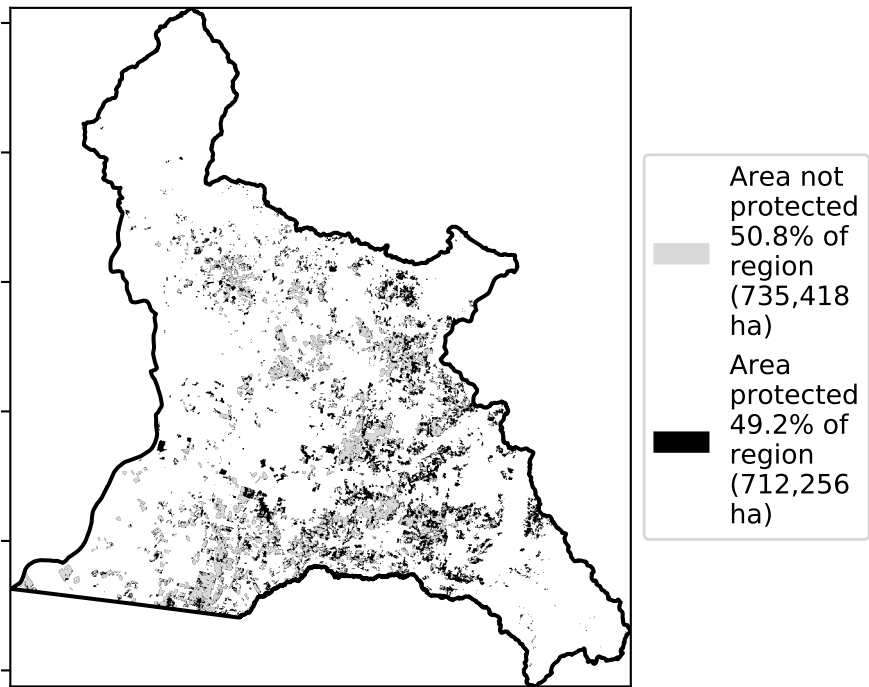 Area not
protected
50.8% of
region
(735,418
ha)
Area
protected
49.2% of
region
(712,256
ha)